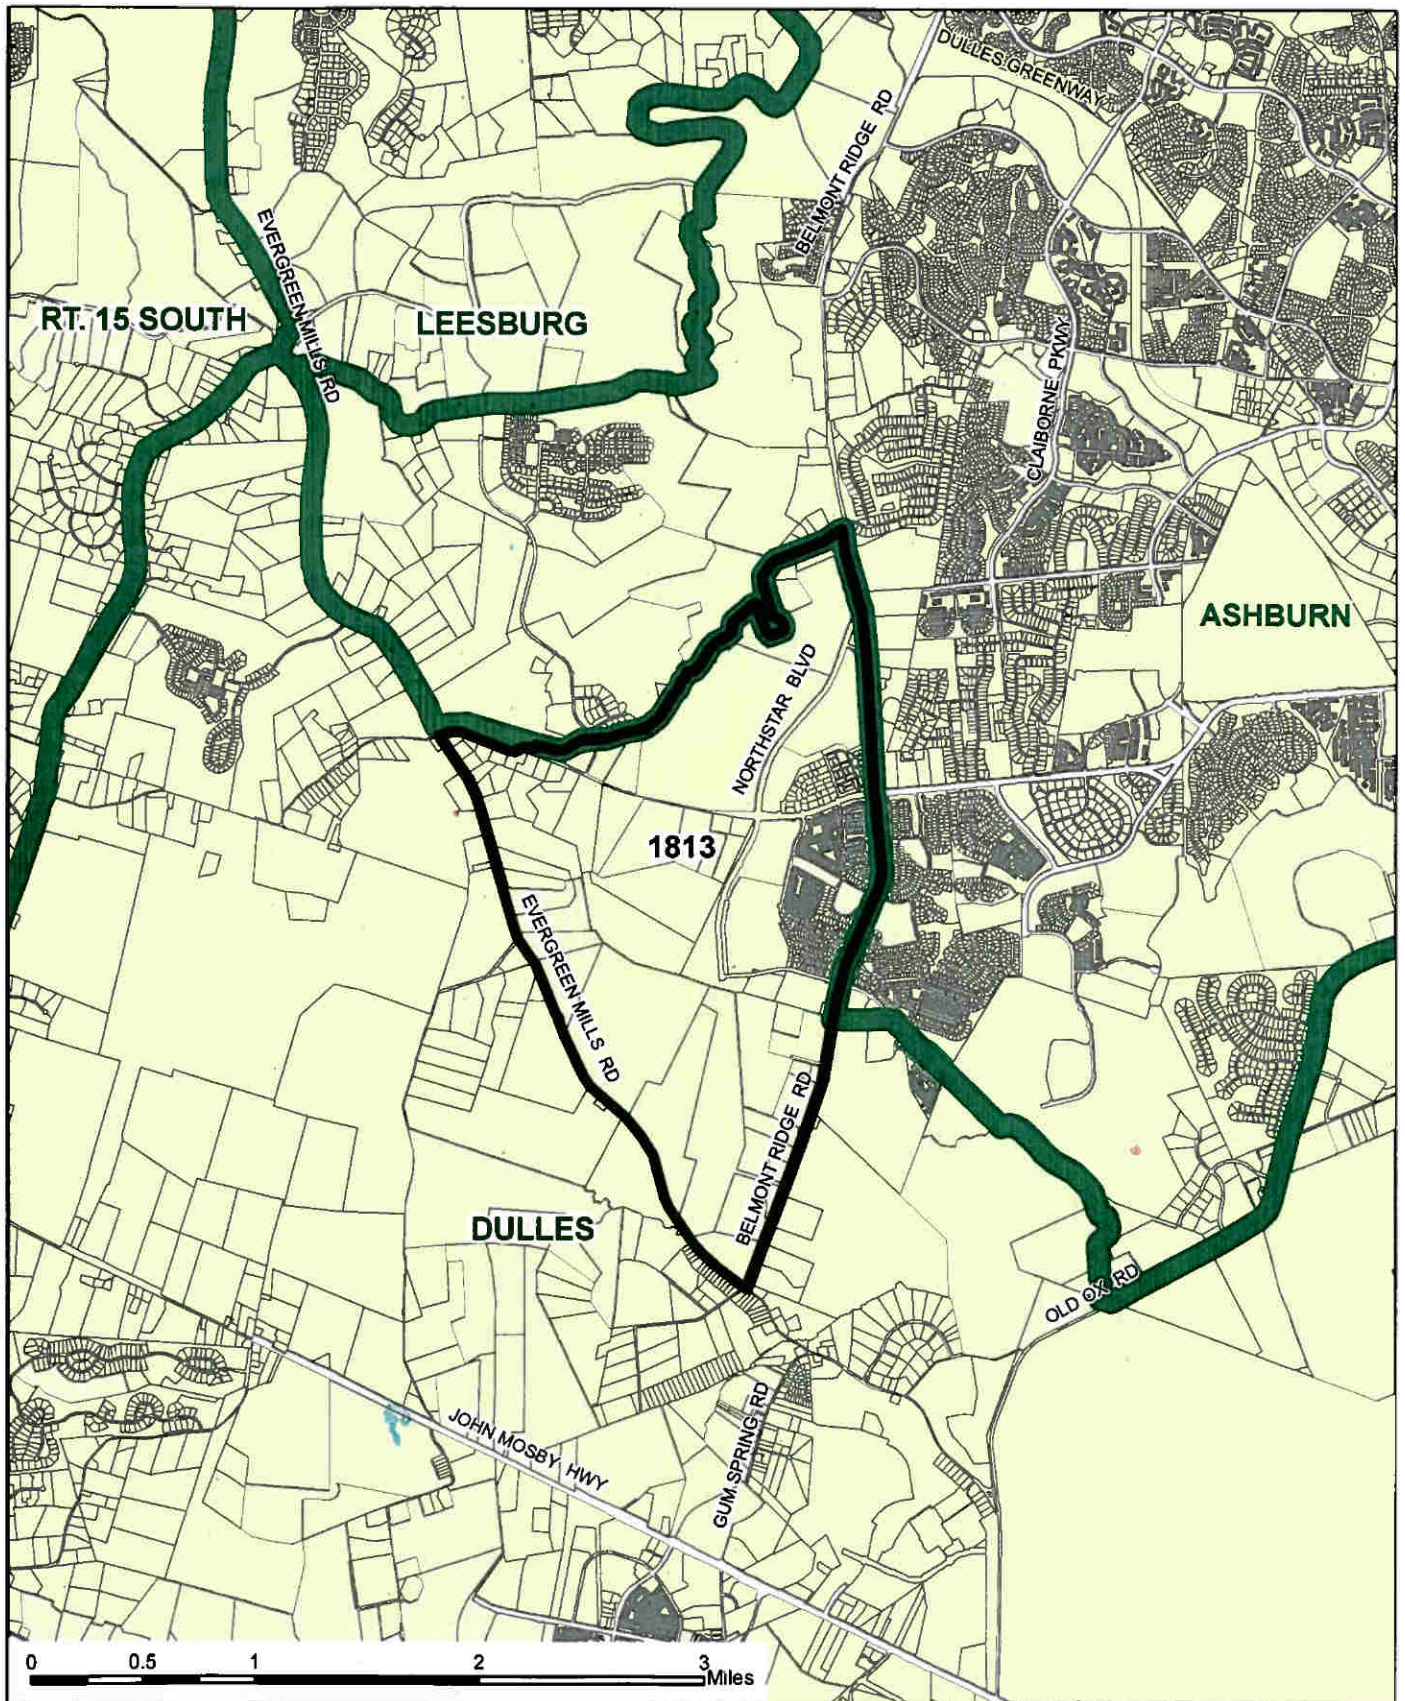 DULLES GREENWAY
BELMONT RIDGE RD
EVERGREEN MILLS RD
RT. 15 SOUTH
LEESBURG
CLAIBORNE PKWY
ASHBURN
NORTHSTAR BLVD
1813
EVERGREEN MILLS RD
BELMONT RIDGE RD
DULLES
OLD OX RD
GUM SPRING RD
JOHN MOSBY HWY
0 0.5 1 2 3 Miles